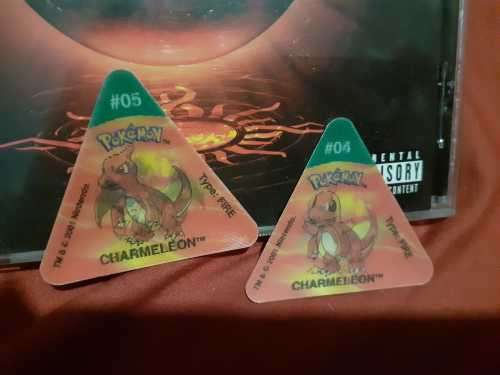 #05
POKéMON
Type: FIRE
TM & © 2001 Nintendo.
CHARMELEON™
#04
POKéMON
Type: FIRE
TM & © 2001 Nintendo.
CHARMELEON™
ENTAL
ISORY
CONTENT